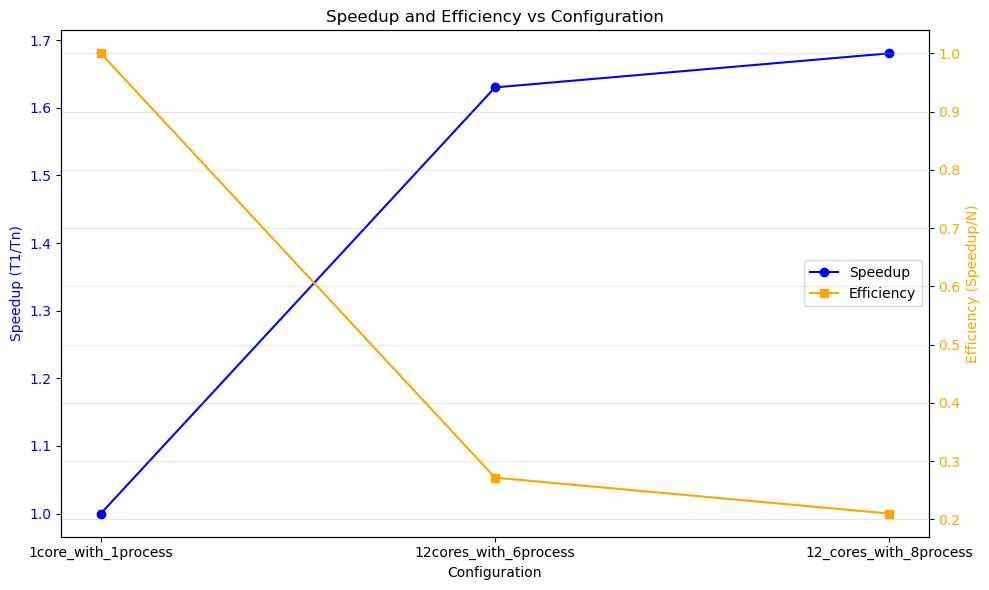 Speedup and Efficiency vs Configuration
Speedup (T1/Tn)
1.7
1.6
1.5
1.4
1.3
1.2
1.1
1.0
1.0
0.9
0.8
0.7
0.6
0.5
0.4
0.3
0.2
Efficiency (Speedup/N)
Speedup
Efficiency
1core_with_1process
12cores_with_6process
12_cores_with_8process
Configuration